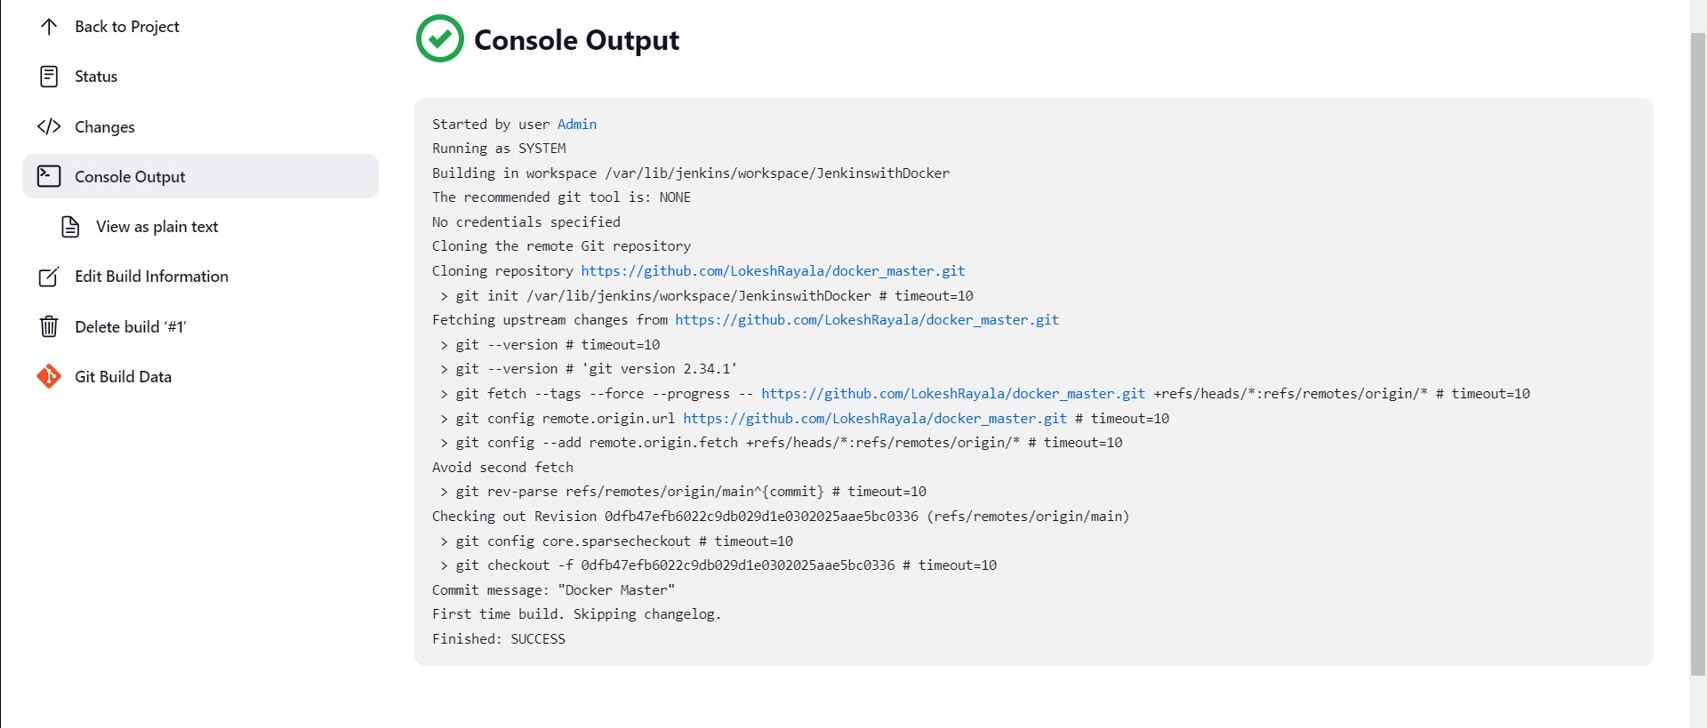 Back to Project
Status
Changes
Console Output
View as plain text
Edit Build Information
Delete build ‘#1’
Git Build Data
Console Output
Started by user Admin
Running as SYSTEM
Building in workspace /var/lib/jenkins/workspace/JenkinswithDocker
The recommended git tool is: NONE
No credentials specified
Cloning the remote Git repository
Cloning repository https://github.com/LokeshRayala/docker_master.git
 > git init /var/lib/jenkins/workspace/JenkinswithDocker # timeout=10
Fetching upstream changes from https://github.com/LokeshRayala/docker_master.git
 > git --version # timeout=10
 > git --version # 'git version 2.34.1'
 > git fetch --tags --force --progress -- https://github.com/LokeshRayala/docker_master.git +refs/heads/*:refs/remotes/origin/* # timeout=10
 > git config remote.origin.url https://github.com/LokeshRayala/docker_master.git # timeout=10
 > git config --add remote.origin.fetch +refs/heads/*:refs/remotes/origin/* # timeout=10
Avoid second fetch
 > git rev-parse refs/remotes/origin/main^{commit} # timeout=10
Checking out Revision 0dfb47efb6022c9db029d1e0302025aae5bc0336 (refs/remotes/origin/main)
 > git config core.sparsecheckout # timeout=10
 > git checkout -f 0dfb47efb6022c9db029d1e0302025aae5bc0336 # timeout=10
Commit message: "Docker Master"
First time build. Skipping changelog.
Finished: SUCCESS